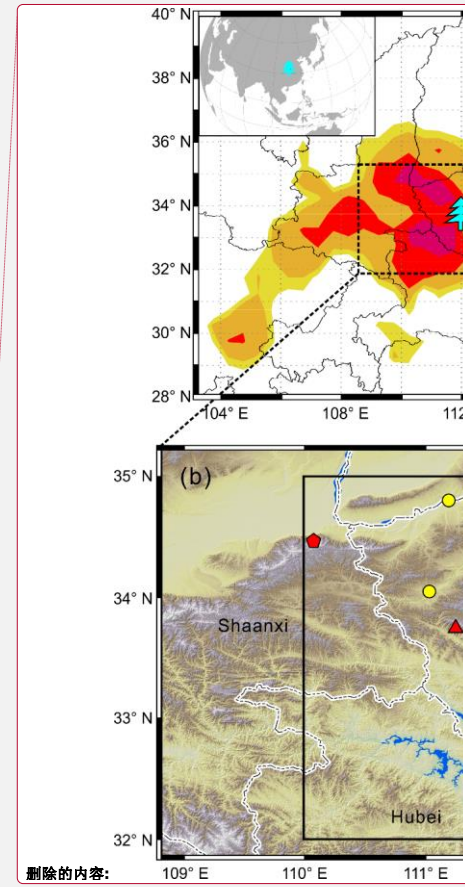 40° N
38° N
36° N
34° N
32° N
30° N
28° N
104° E 108° E 112
35° N
(b)
34° N
Shaanxi
33° N
Hubei
32° N
109° E 110° E 111° E
删除的内容: